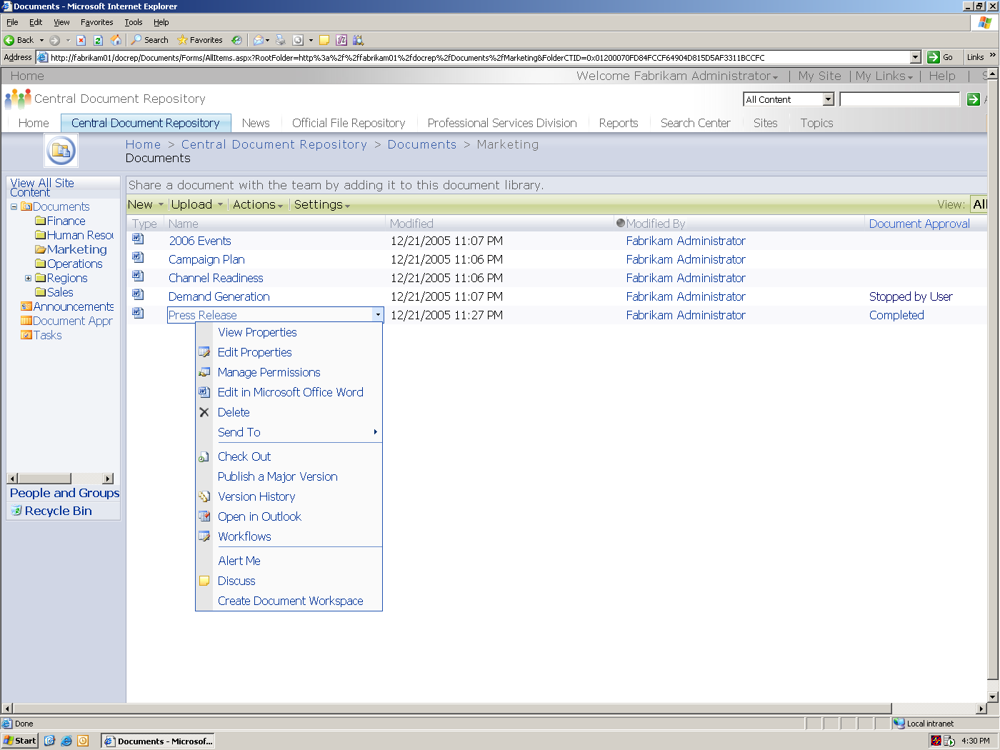 Documents - Microsoft Internet Explorer
File Edit View Favorites Tools Help
Back Search Favorites
Address http://fabrikam01/docrep/Documents/Forms/AllItems.aspx?RootFolder=http%3a%2f%2ffabrikam01%2fdocrep%2fDocuments%2fMarketing&FolderCTID=0x01200070FD84FCCF64904D815D5AF3311BCCFC Go Links »
Home Welcome Fabrikam Administrator | My Site | My Links | Help | S
Central Document Repository All Content
Home Central Document Repository News Official File Repository Professional Services Division Reports Search Center Sites Topics
Home > Central Document Repository > Documents > Marketing
Documents
View All Site
Content
Documents
Finance
Human Resou
Marketing
Operations
Regions
Sales
Announcements
Document Appr
Tasks
People and Groups
Recycle Bin
Share a document with the team by adding it to this document library.
New Upload Actions Settings View: All
Type Name Modified Modified By Document Approval
2006 Events 12/21/2005 11:07 PM Fabrikam Administrator
Campaign Plan 12/21/2005 11:06 PM Fabrikam Administrator
Channel Readiness 12/21/2005 11:06 PM Fabrikam Administrator
Demand Generation 12/21/2005 11:07 PM Fabrikam Administrator Stopped by User
Press Release 12/21/2005 11:27 PM Fabrikam Administrator Completed
View Properties
Edit Properties
Manage Permissions
Edit in Microsoft Office Word
Delete
Send To
Check Out
Publish a Major Version
Version History
Open in Outlook
Workflows
Alert Me
Discuss
Create Document Workspace
Done Local intranet
Start Documents - Microsof... 4:30 PM